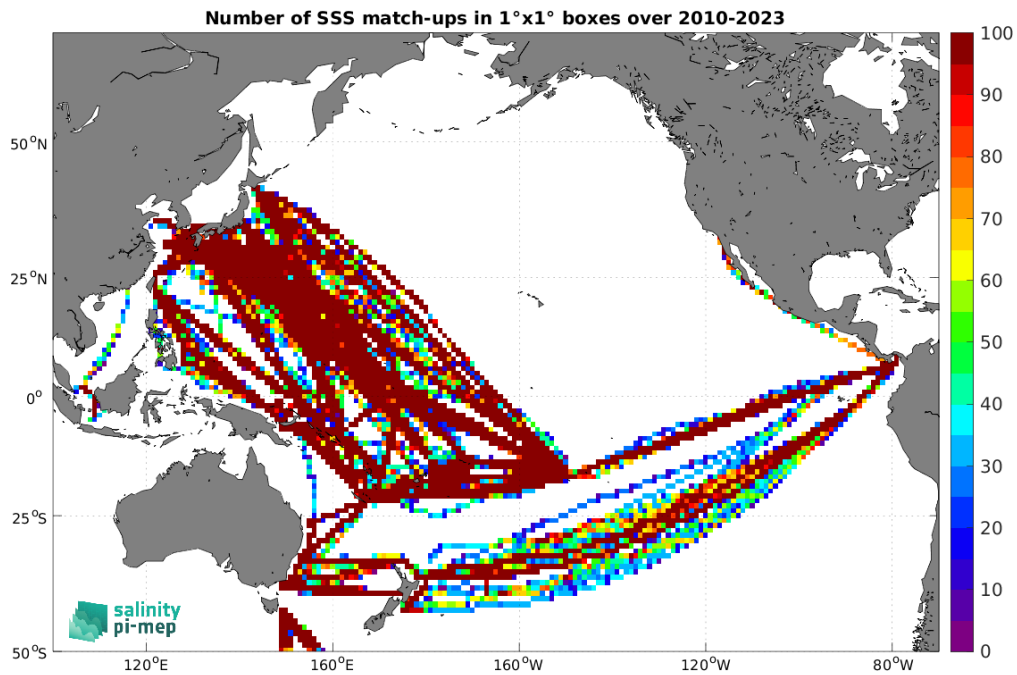 Number of SSS match-ups in 1°x1° boxes over 2010-2023
100
90
80
70
60
50
40
30
20
10
0
50°N
25°N
0°
25°S
50°S
120°E
160°E
160°W
120°W
80°W
salinity
pi-mep